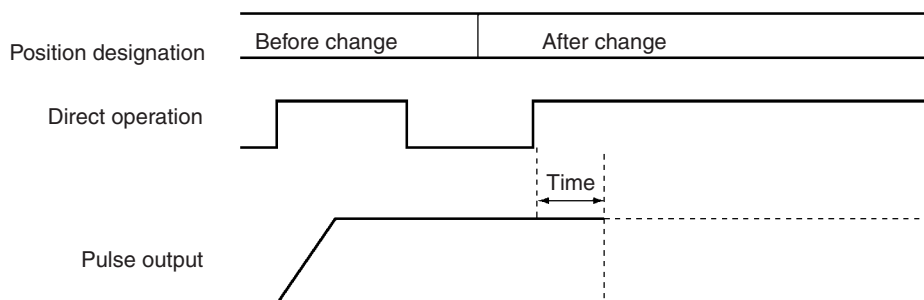 Position designation
Before change
After change
Direct operation
Time
Pulse output